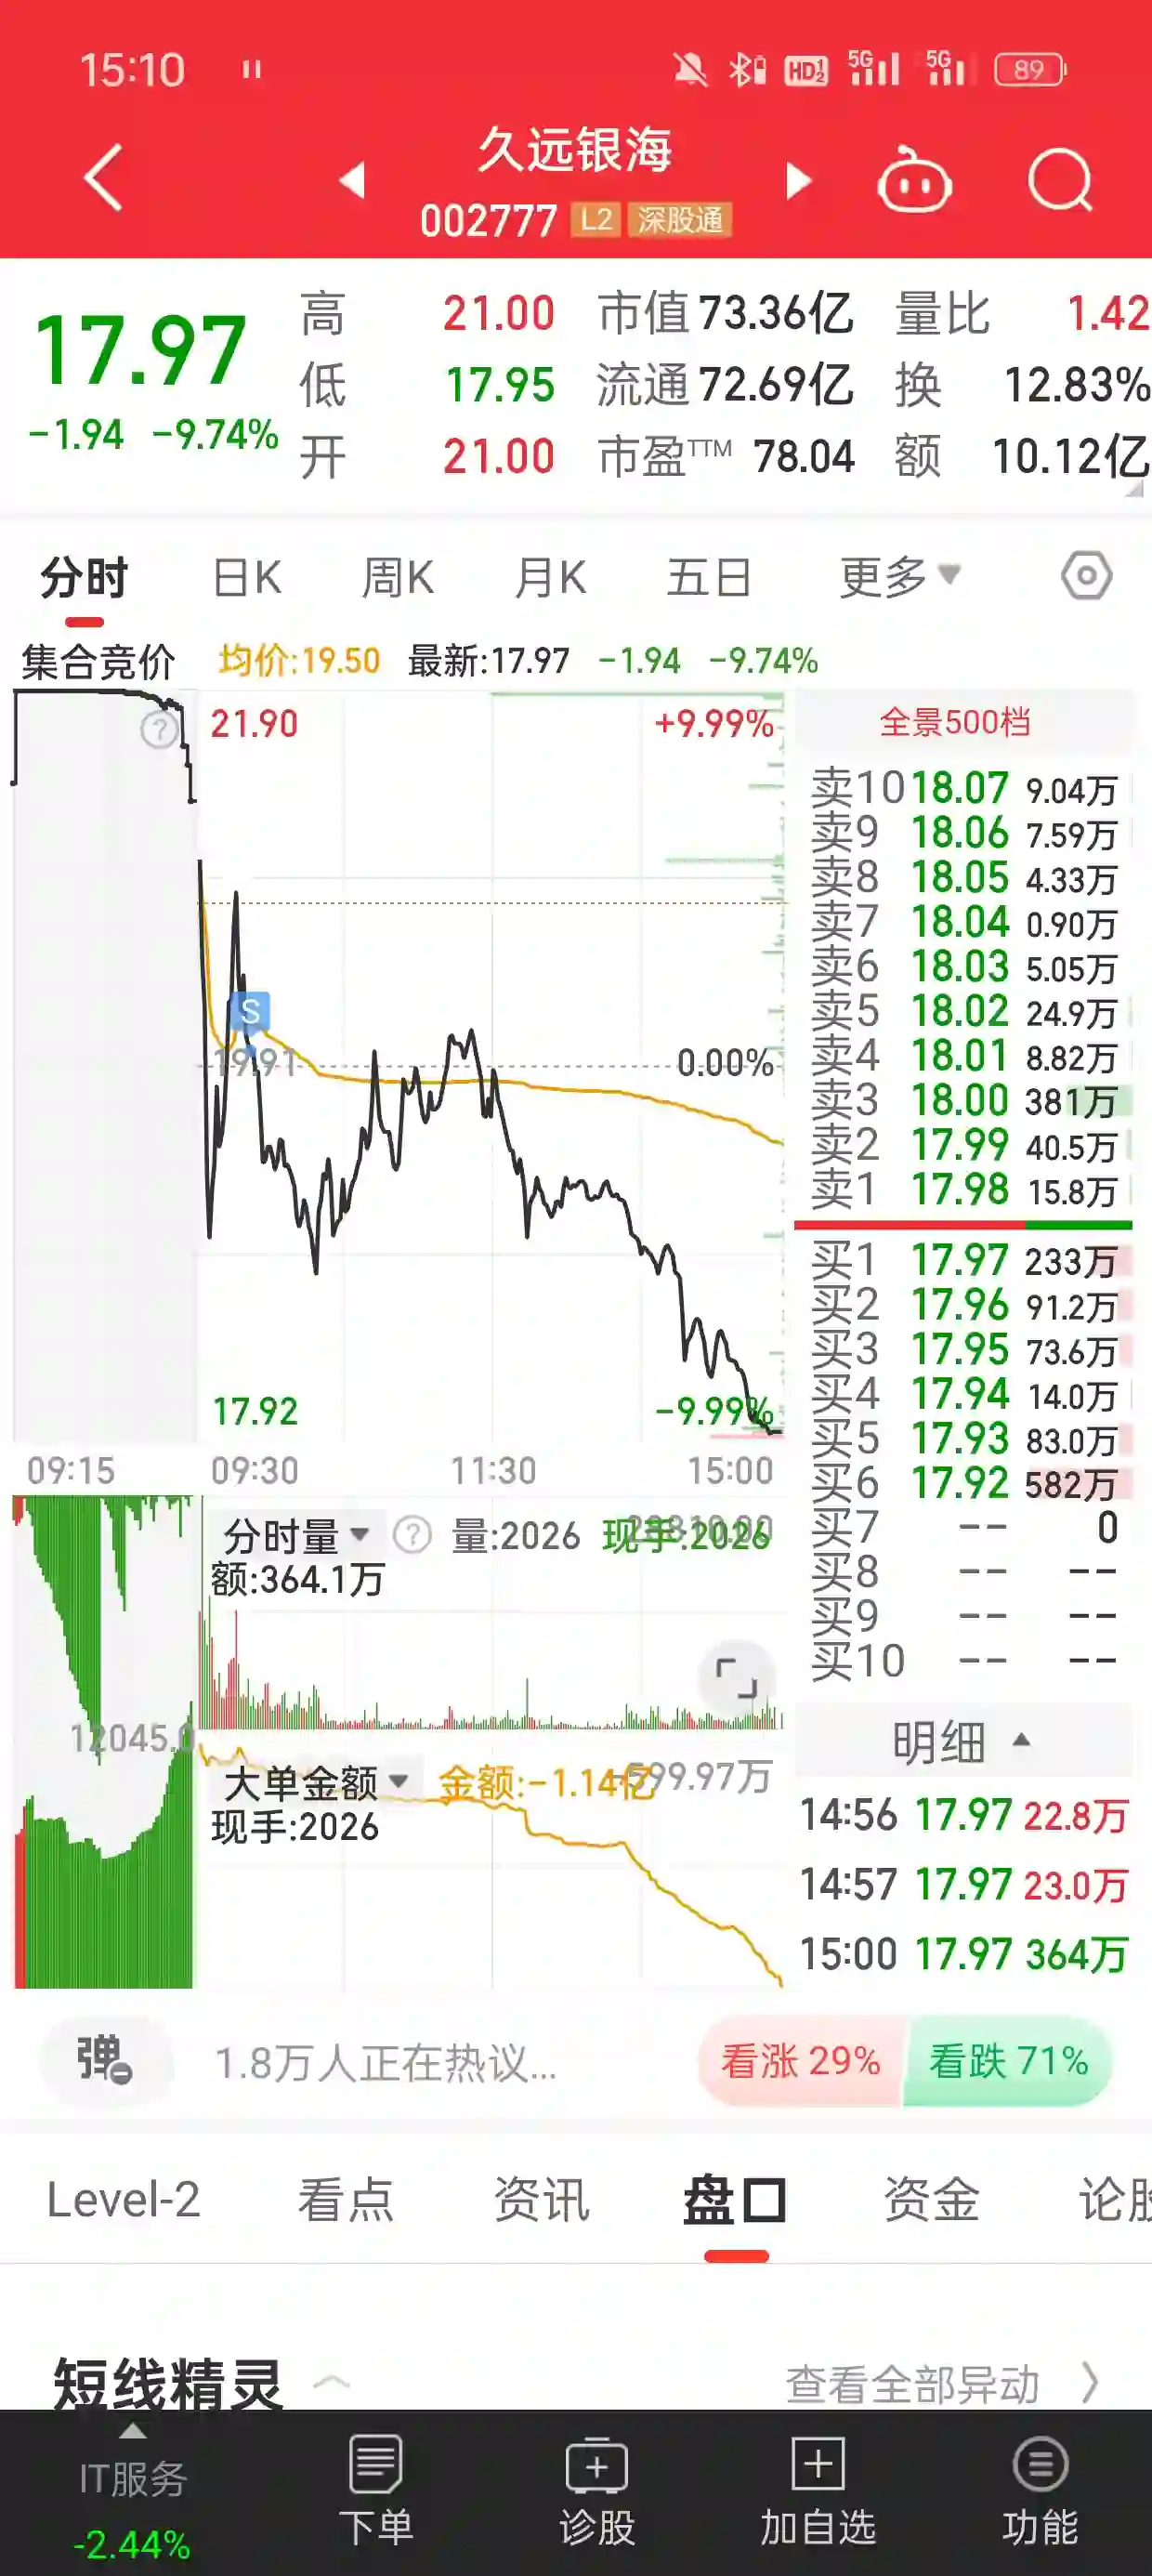 15:10 HD 5G 5G 89
久远银海
002777 L2 深股通
17.97
-1.94 -9.74%
高 21.00 市值 73.36亿 量比 1.42
低 17.95 流通 72.69亿 换 12.83%
开 21.00 市盈TTM 78.04 额 10.12亿
分时 日K 周K 月K 五日 更多
集合竞价 均价:19.50 最新:17.97 -1.94 -9.74%
21.90 +9.99%
S
19.91 0.00%
17.92 -9.99%
09:15 09:30 11:30 15:00
全景500档
卖10 18.07 9.04万
卖9 18.06 7.59万
卖8 18.05 4.33万
卖7 18.04 0.90万
卖6 18.03 5.05万
卖5 18.02 24.9万
卖4 18.01 8.82万
卖3 18.00 381万
卖2 17.99 40.5万
卖1 17.98 15.8万
买1 17.97 233万
买2 17.96 91.2万
买3 17.95 73.6万
买4 17.94 14.0万
买5 17.93 83.0万
买6 17.92 582万
买7 -- 0
买8 -- --
买9 -- --
买10 -- --
分时量 量:2026 现手:2026
额:364.1万
12045.0
大单金额 金额:-1.14亿
现手:2026
明细
14:56 17.97 22.8万
14:57 17.97 23.0万
15:00 17.97 364万
弹 1.8万人正在热议... 看涨 29% 看跌 71%
Level-2 看点 资讯 盘口 资金 论股
短线精灵 查看全部异动
IT服务
-2.44%
下单 诊股 加自选 功能